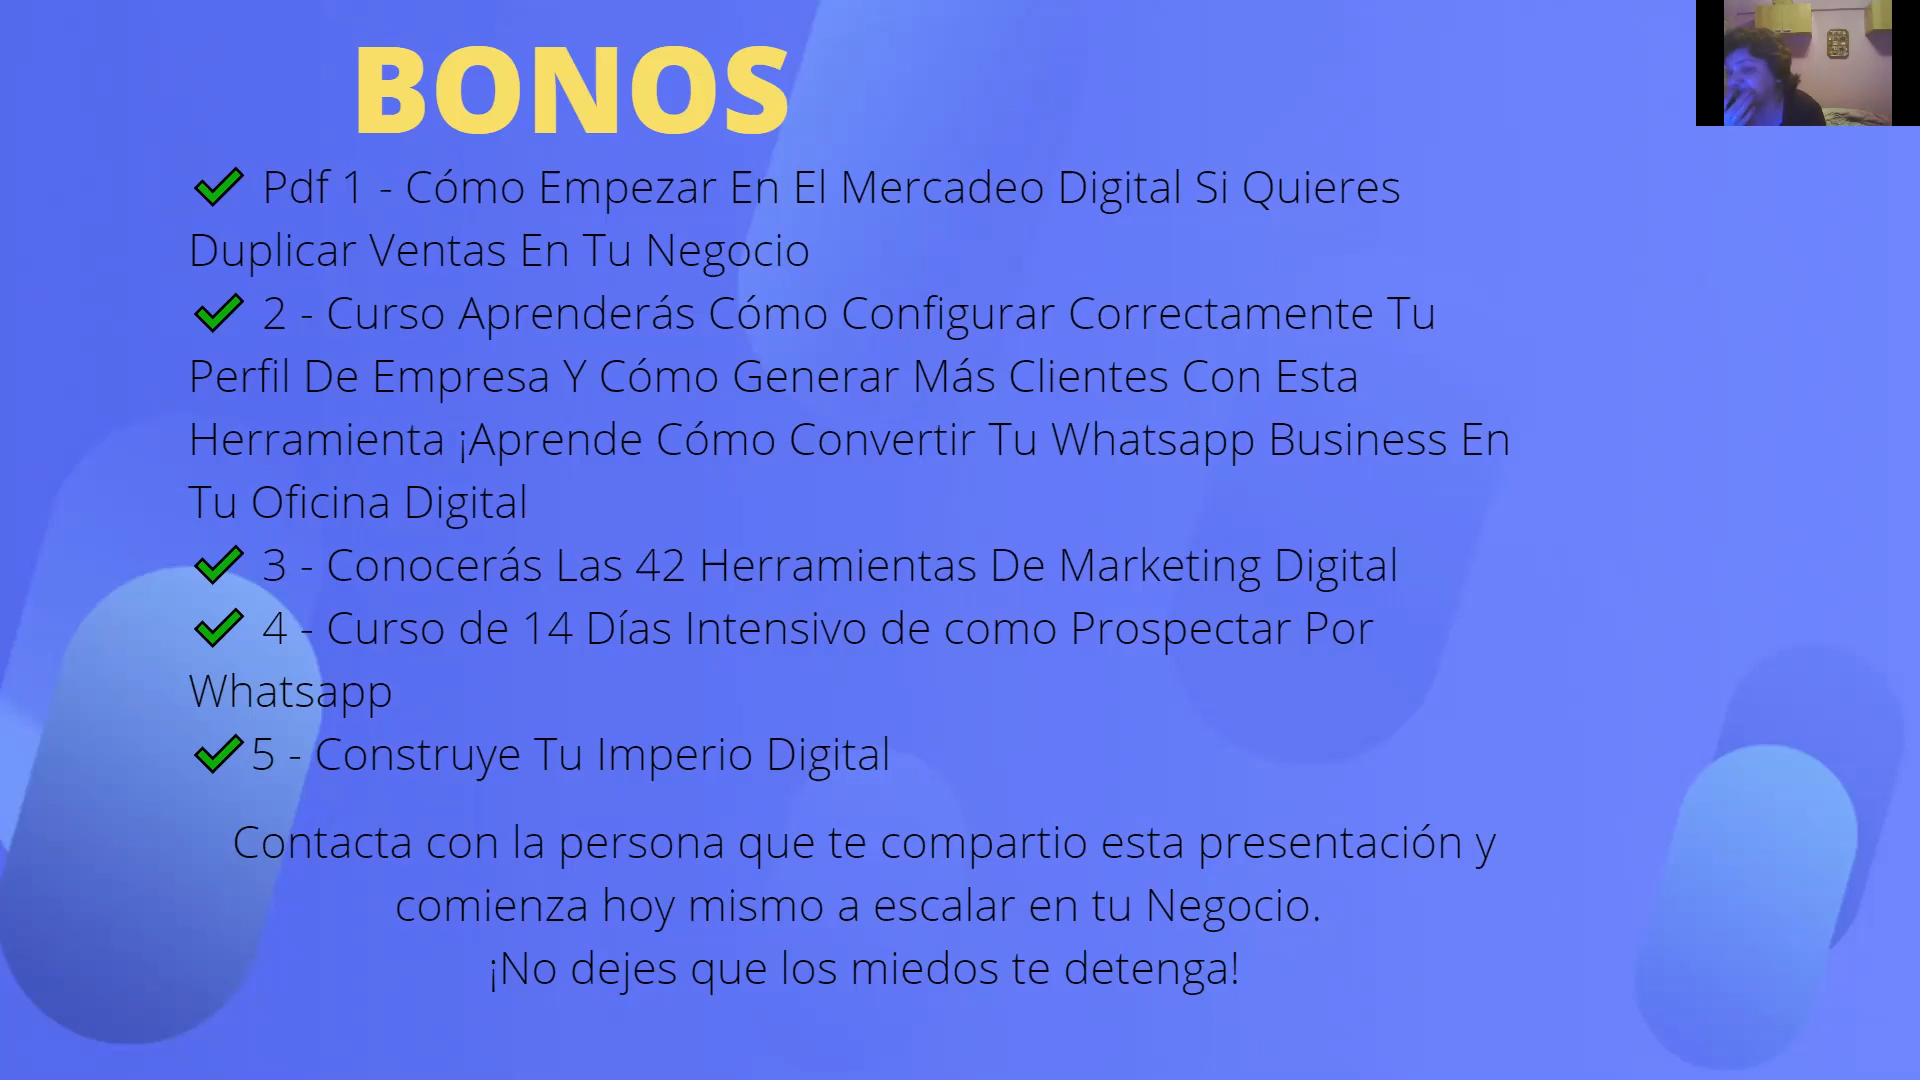 BONOS
✔ Pdf 1 - Cómo Empezar En El Mercadeo Digital Si Quieres
Duplicar Ventas En Tu Negocio
✔ 2 - Curso Aprenderás Cómo Configurar Correctamente Tu
Perfil De Empresa Y Cómo Generar Más Clientes Con Esta
Herramienta ¡Aprende Cómo Convertir Tu Whatsapp Business En
Tu Oficina Digital
✔ 3 - Conocerás Las 42 Herramientas De Marketing Digital
✔ 4 - Curso de 14 Días Intensivo de como Prospectar Por
Whatsapp
✔5 - Construye Tu Imperio Digital
Contacta con la persona que te compartio esta presentación y
comienza hoy mismo a escalar en tu Negocio.
¡No dejes que los miedos te detenga!